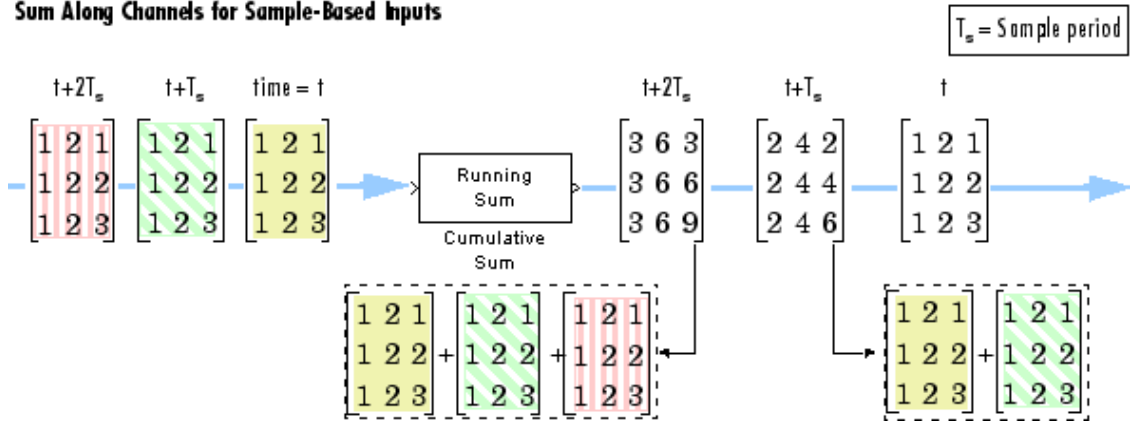 Sum Along Channels for Sample-Based Inputs
Tₛ = Sample period
t+2Tₛ t+Tₛ time = t t+2Tₛ t+Tₛ t
1 2 1 1 2 1 1 2 1 3 6 3 2 4 2 1 2 1
1 2 2 1 2 2 1 2 2 3 6 6 2 4 4 1 2 2
1 2 3 1 2 3 1 2 3 3 6 9 2 4 6 1 2 3
Running
Sum
Cumulative
Sum
1 2 1 1 2 1 1 2 1 1 2 1 1 2 1
1 2 2 + 1 2 2 + 1 2 2 1 2 2 + 1 2 2
1 2 3 1 2 3 1 2 3 1 2 3 1 2 3